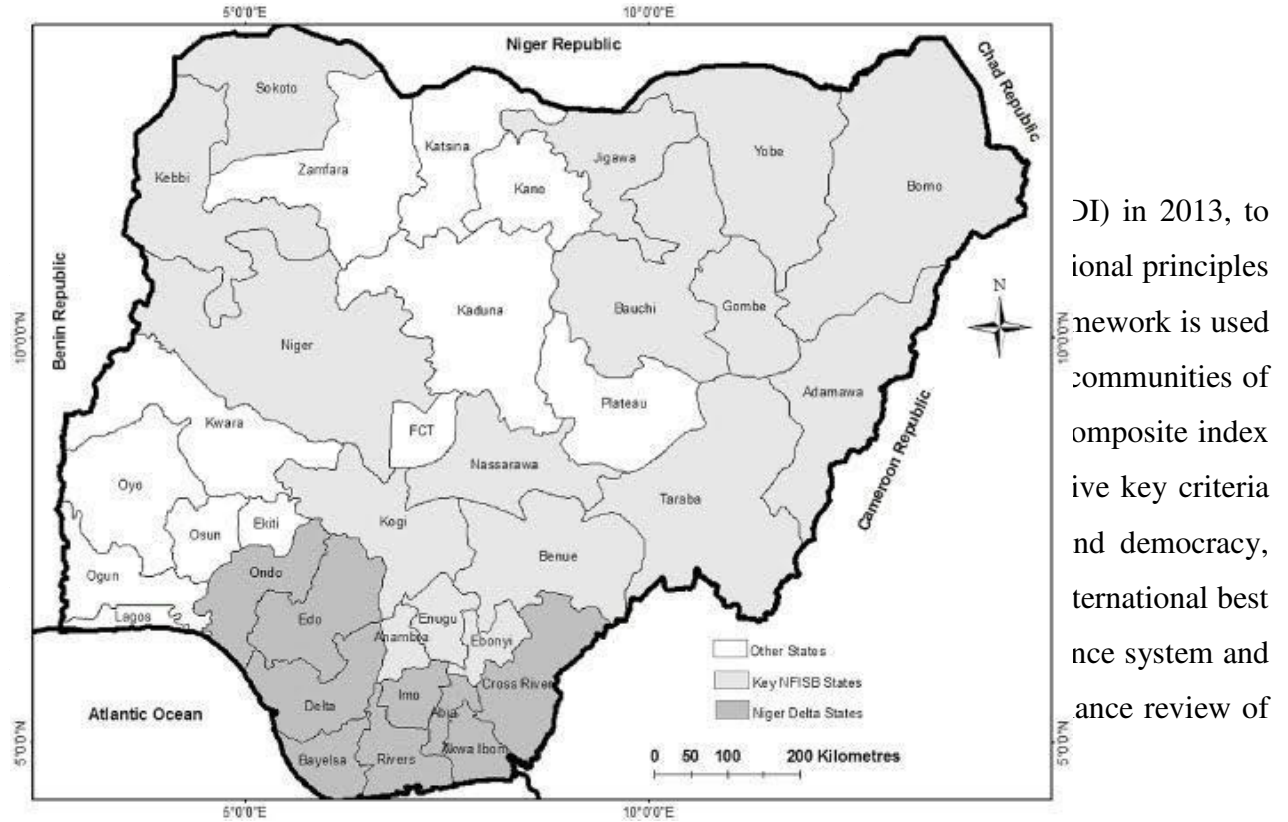 5°0'0"E 10°0'0"E
Niger Republic
Chad Republic
Sokoto
Katsina
Yobe
Jigawa
Zamfara
Kebbi
Kano
Borno
DI) in 2013, to
ional principles
Benin Republic
N
Kaduna
Bauchi
Gombe
mework is used
10°0'0"N
10°0'0"N
Niger
communities of
Adamawa
Plateau
Cameroon Republic
Kwara
FCT
omposite index
Nassarawa
Oyo
Taraba
ive key criteria
Kogi
Ekiti
Osun
nd democracy,
Benue
Ogun
Ondo
ternational best
Lagos
Edo
Enugu
Anambra
Ebonyi
Other States
nce system and
Key NFISB States
Cross River
Imo
Delta
Abia
Niger Delta States
ance review of
Atlantic Ocean
5°0'0"N
5°0'0"N
Bayelsa
Rivers
Akwa Ibom
0 50 100 200 Kilometres
5°0'0"E 10°0'0"E